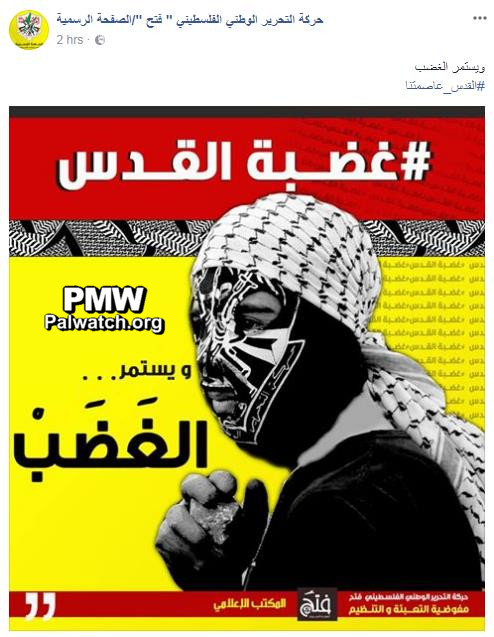 حركة التحرير الوطني الفلسطيني " فتح "/الصفحة الرسمية
2 hrs
ويستمر الغضب
#القدس_عاصمتنا
#غضبة القدس
PMW
Palwatch.org
و يستمر...
الغَضَبْ
حركة التحرير الوطني الفلسطيني فتح
مفوضية التعبئة و التنظيم
فتح
المكتب الإعلامي